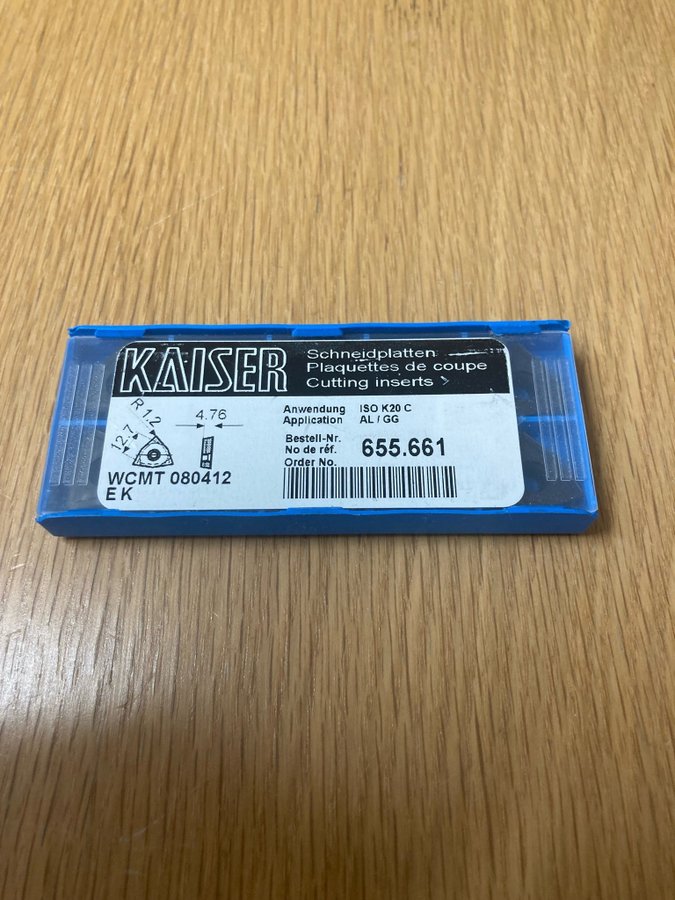 KAISER
Schneidplatten
Plaquettes de coupe
Cutting inserts
R 1.2
12.7
4.76
WCMT 080412
E K
Anwendung ISO K20 C
Application AL / GG
Bestell-Nr.
No de réf. 655.661
Order No.